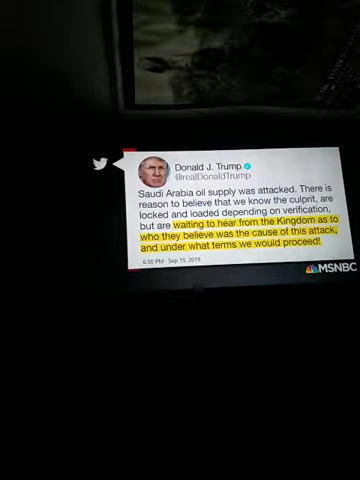 Donald J. Trump
@realDonaldTrump
Saudi Arabia oil supply was attacked. There is
reason to believe that we know the culprit, are
locked and loaded depending on verification,
but are waiting to hear from the Kingdom as to
who they believe was the cause of this attack,
and under what terms we would proceed!
6:50 PM - Sep 15, 2019
MSNBC